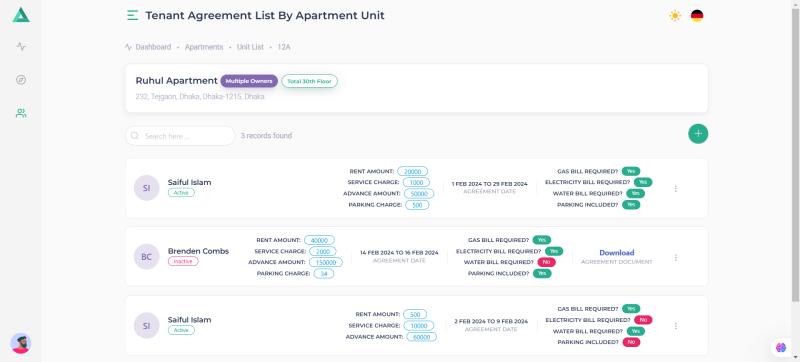 Tenant Agreement List By Apartment Unit
Dashboard • Apartments • Unit List • 12A
Ruhul Apartment Multiple Owners Total 30th Floor
232, Tejgaon, Dhaka, Dhaka-1215, Dhaka.
Search here ... 3 records found
SI
Saiful Islam
Active
RENT AMOUNT: 20000
SERVICE CHARGE: 1000
ADVANCE AMOUNT: 50000
PARKING CHARGE: 500
1 FEB 2024 TO 29 FEB 2024
AGREEMENT DATE
GAS BILL REQUIRED? Yes
ELECTRICITY BILL REQUIRED? Yes
WATER BILL REQUIRED? Yes
PARKING INCLUDED? Yes
BC
Brenden Combs
Inactive
RENT AMOUNT: 40000
SERVICE CHARGE: 2000
ADVANCE AMOUNT: 150000
PARKING CHARGE: 34
14 FEB 2024 TO 16 FEB 2024
AGREEMENT DATE
GAS BILL REQUIRED? Yes
ELECTRICITY BILL REQUIRED? Yes
WATER BILL REQUIRED? No
PARKING INCLUDED? Yes
Download
AGREEMENT DOCUMENT
SI
Saiful Islam
Active
RENT AMOUNT: 500
SERVICE CHARGE: 10000
ADVANCE AMOUNT: 60000
2 FEB 2024 TO 9 FEB 2024
AGREEMENT DATE
GAS BILL REQUIRED? Yes
ELECTRICITY BILL REQUIRED? No
WATER BILL REQUIRED? Yes
PARKING INCLUDED? No